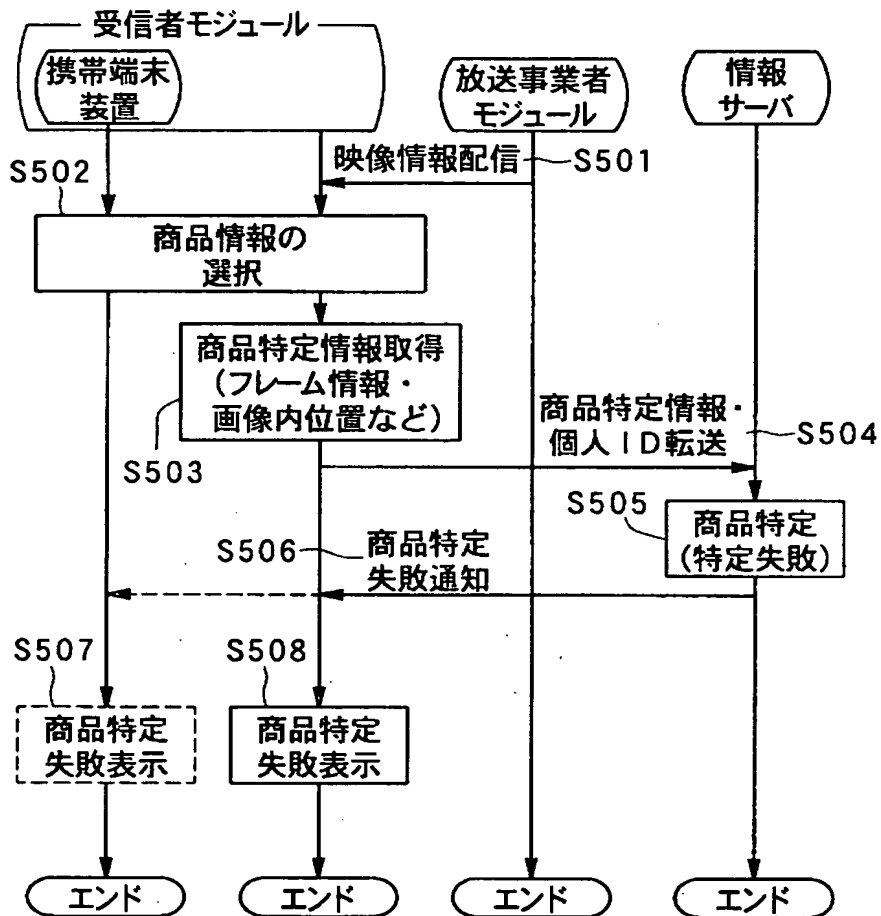 受信者モジュール
携帯端末
装置
放送事業者
モジュール
情報
サーバ
映像情報配信
S501
S502
商品情報の
選択
商品特定情報取得
(フレーム情報・
画像内位置など)
S503
商品特定情報・
個人ID転送
S504
S505
商品特定
(特定失敗)
S506
商品特定
失敗通知
S507
S508
商品特定
失敗表示
商品特定
失敗表示
エンド
エンド
エンド
エンド